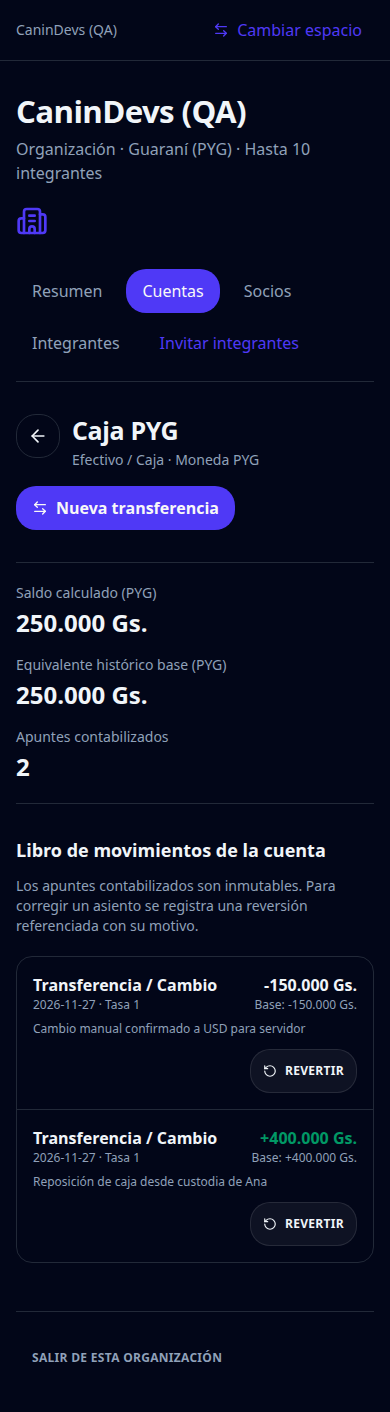 CaninDevs (QA)
Cambiar espacio
CaninDevs (QA)
Organización · Guaraní (PYG) · Hasta 10
integrantes
Resumen
Cuentas
Socios
Integrantes
Invitar integrantes
Caja PYG
Efectivo / Caja · Moneda PYG
Nueva transferencia
Saldo calculado (PYG)
250.000 Gs.
Equivalente histórico base (PYG)
250.000 Gs.
Apuntes contabilizados
2
Libro de movimientos de la cuenta
Los apuntes contabilizados son inmutables. Para
corregir un asiento se registra una reversión
referenciada con su motivo.
Transferencia / Cambio
-150.000 Gs.
2026-11-27 · Tasa 1
Base: -150.000 Gs.
Cambio manual confirmado a USD para servidor
REVERTIR
Transferencia / Cambio
+400.000 Gs.
2026-11-27 · Tasa 1
Base: +400.000 Gs.
Reposición de caja desde custodia de Ana
REVERTIR
SALIR DE ESTA ORGANIZACIÓN